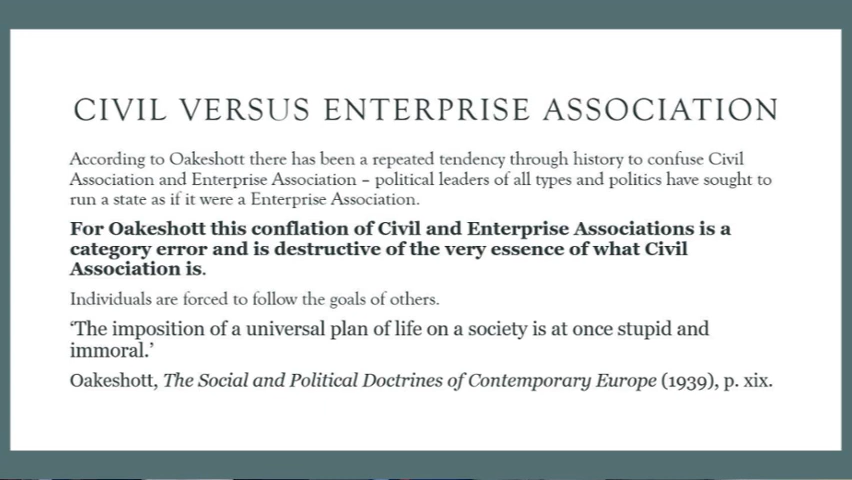 CIVIL VERSUS ENTERPRISE ASSOCIATION
According to Oakeshott there has been a repeated tendency through history to confuse Civil
Association and Enterprise Association – political leaders of all types and politics have sought to
run a state as if it were a Enterprise Association.
For Oakeshott this conflation of Civil and Enterprise Associations is a
category error and is destructive of the very essence of what Civil
Association is.
Individuals are forced to follow the goals of others.
‘The imposition of a universal plan of life on a society is at once stupid and
immoral.’
Oakeshott, The Social and Political Doctrines of Contemporary Europe (1939), p. xix.